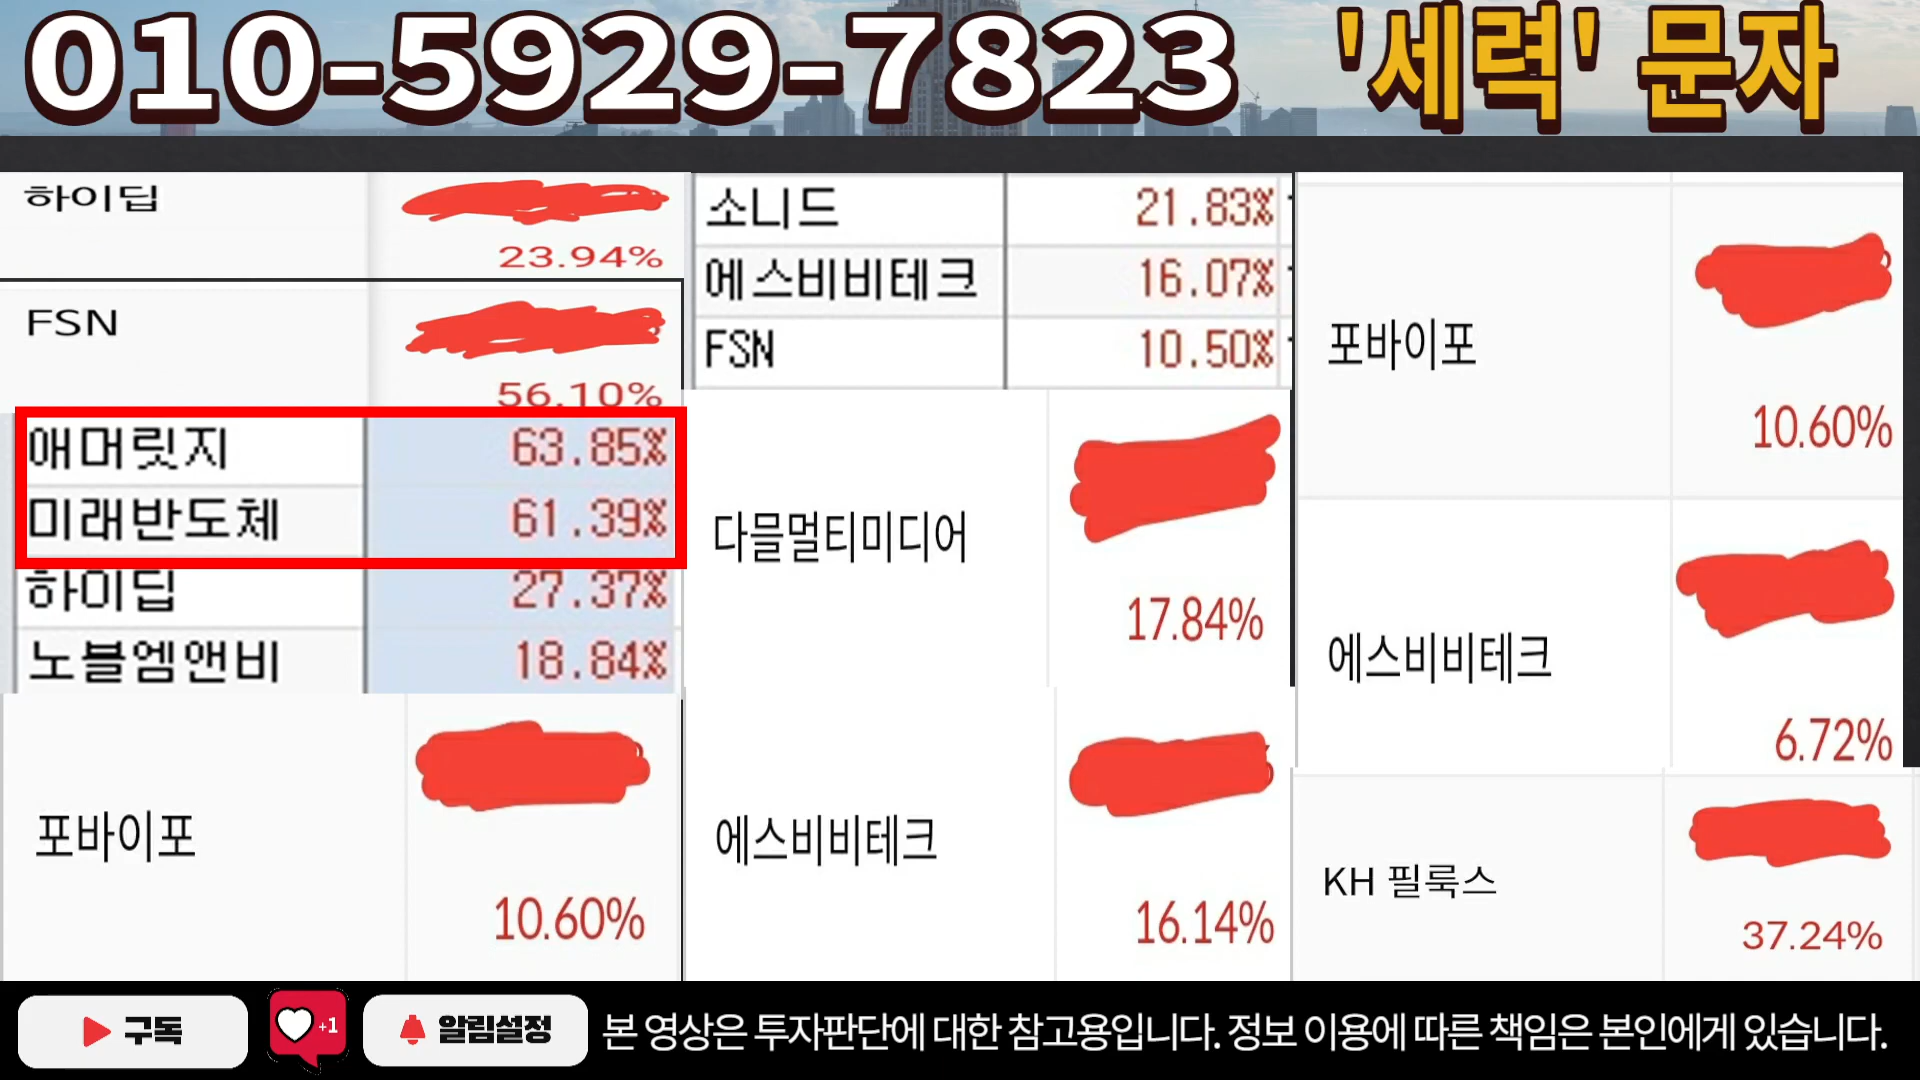 010-5929-7823 '세력' 문자
하이딥
23.94%
FSN
56.10%
애머릿지 63.85%
미래반도체 61.39%
하이딥 27.37%
노블엠앤비 18.84%
포바이포
10.60%
소니드 21.83%
에스비비테크 16.07%
FSN 10.50%
다믈멀티미디어
17.84%
에스비비테크
16.14%
포바이포
10.60%
에스비비테크
6.72%
KH 필룩스
37.24%
구독 +1 알림설정 본 영상은 투자판단에 대한 참고용입니다. 정보 이용에 따른 책임은 본인에게 있습니다.